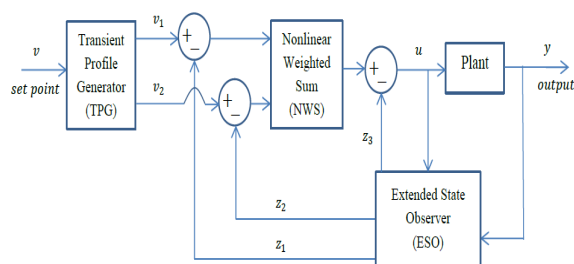 v
set point
Transient
Profile
Generator
(TPG)
v₁
v₂
+
−
+
−
Nonlinear
Weighted
Sum
(NWS)
+
−
u
Plant
y
output
z₃
z₂
z₁
Extended State
Observer
(ESO)